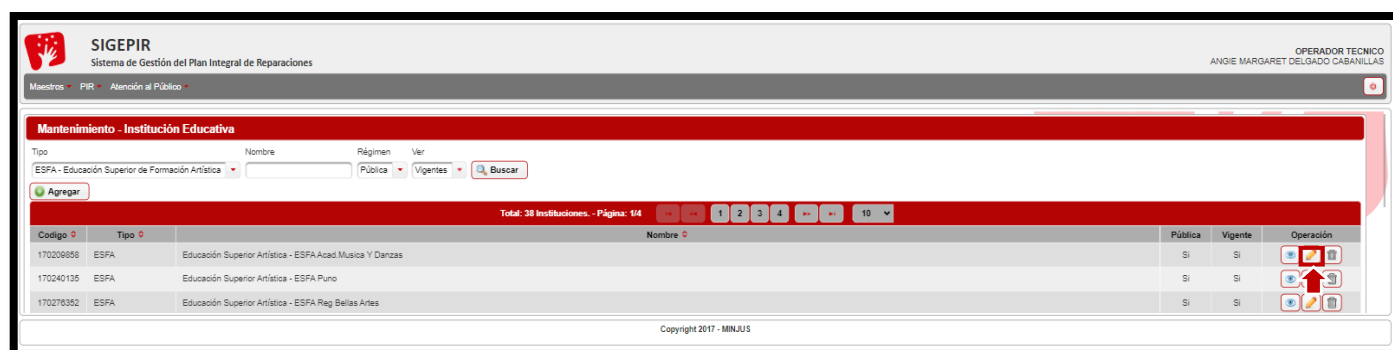 SIGEPIR
Sistema de Gestión del Plan Integral de Reparaciones
OPERADOR TECNICO
ANGIE MARGARET DELGADO CABANILLAS
Maestros PIR Atención al Público
Mantenimiento - Institución Educativa
Tipo Nombre Régimen Ver
ESFA - Educación Superior de Formación Artística Pública Vigentes Buscar
Agregar
Total: 38 Instituciones. - Página: 1/4 1 2 3 4 10
Codigo Tipo Nombre Pública Vigente Operación
170209858 ESFA Educación Superior Artística - ESFA Acad.Musica Y Danzas Si Si
170240135 ESFA Educación Superior Artística - ESFA Puno Si Si
170276352 ESFA Educación Superior Artística - ESFA Reg Bellas Artes Si Si
Copyright 2017 - MINJUS